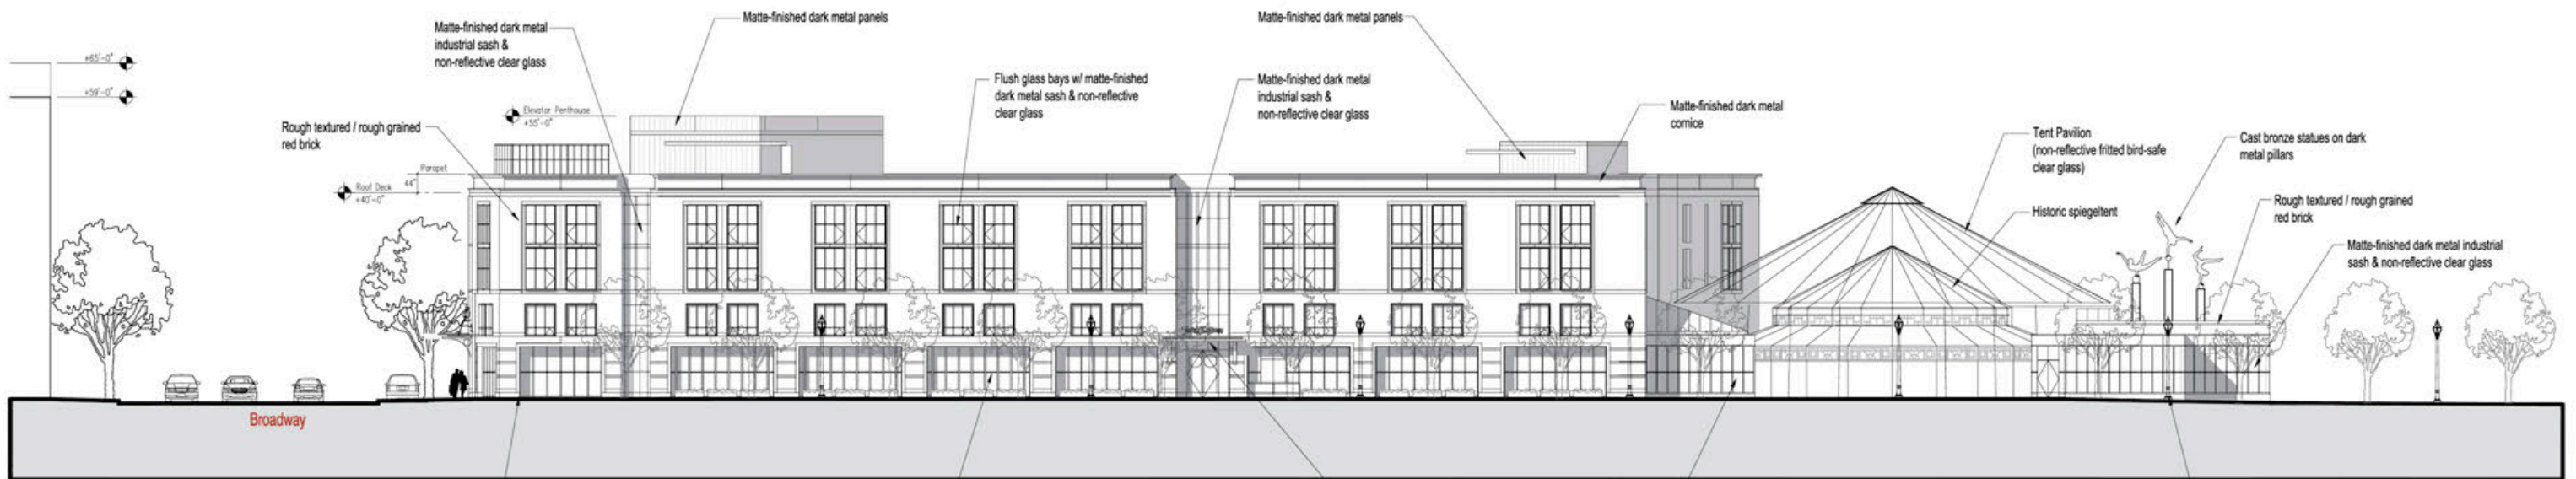 +65'-0"
+59'-0"
Matte-finished dark metal
industrial sash &
non-reflective clear glass
Matte-finished dark metal panels
Rough textured / rough grained
red brick
Elevator Penthouse
+55'-0"
Parapet
44"
Roof Deck
+40'-0"
Flush glass bays w/ matte-finished
dark metal sash & non-reflective
clear glass
Matte-finished dark metal panels
Matte-finished dark metal
industrial sash &
non-reflective clear glass
Matte-finished dark metal
cornice
Tent Pavilion
(non-reflective fritted bird-safe
clear glass)
Historic spiegeltent
Cast bronze statues on dark
metal pillars
Rough textured / rough grained
red brick
Matte-finished dark metal industrial
sash & non-reflective clear glass
Broadway